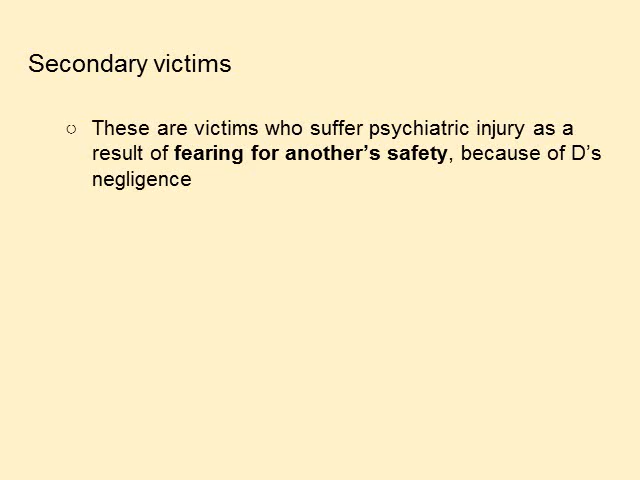 Secondary victims
○ These are victims who suffer psychiatric injury as a
result of fearing for another’s safety, because of D’s
negligence